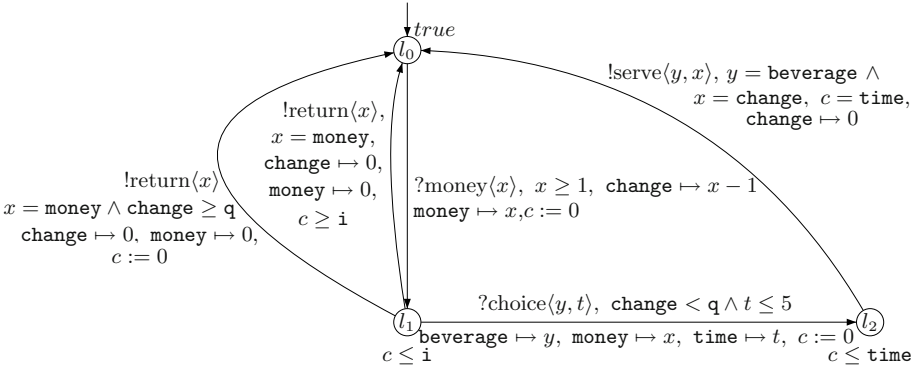 true
l₀
!serve⟨y, x⟩, y = beverage ∧
x = change, c = time,
change ↦ 0
!return⟨x⟩,
x = money,
change ↦ 0,
money ↦ 0,
c ≥ i
!return⟨x⟩
x = money ∧ change ≥ q
change ↦ 0, money ↦ 0,
c := 0
?money⟨x⟩, x ≥ 1, change ↦ x − 1
money ↦ x,c := 0
?choice⟨y, t⟩, change < q ∧ t ≤ 5
l₁
l₂
beverage ↦ y, money ↦ x, time ↦ t, c := 0
c ≤ i
c ≤ time